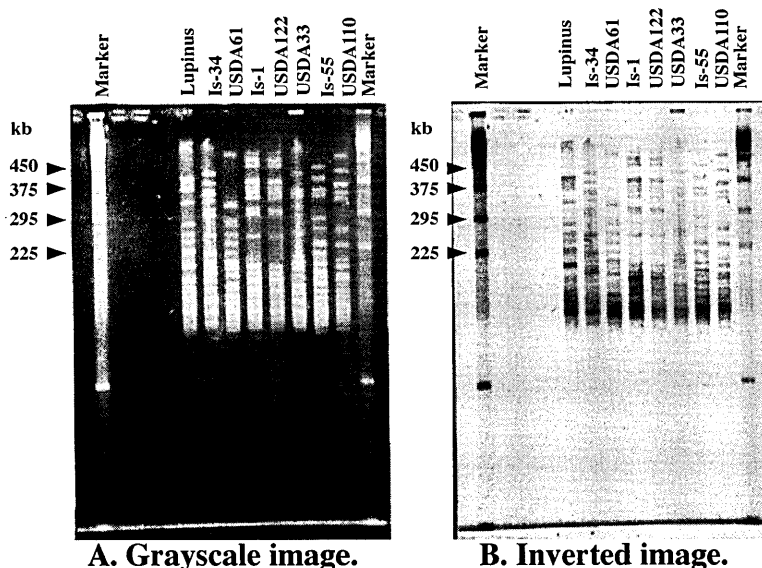 Marker
Lupinus
Is-34
USDA61
Is-1
USDA122
USDA33
Is-55
USDA110
Marker
kb
450
375
295
225
A. Grayscale image.
Marker
Lupinus
Is-34
USDA61
Is-1
USDA122
USDA33
Is-55
USDA110
Marker
kb
450
375
295
225
B. Inverted image.